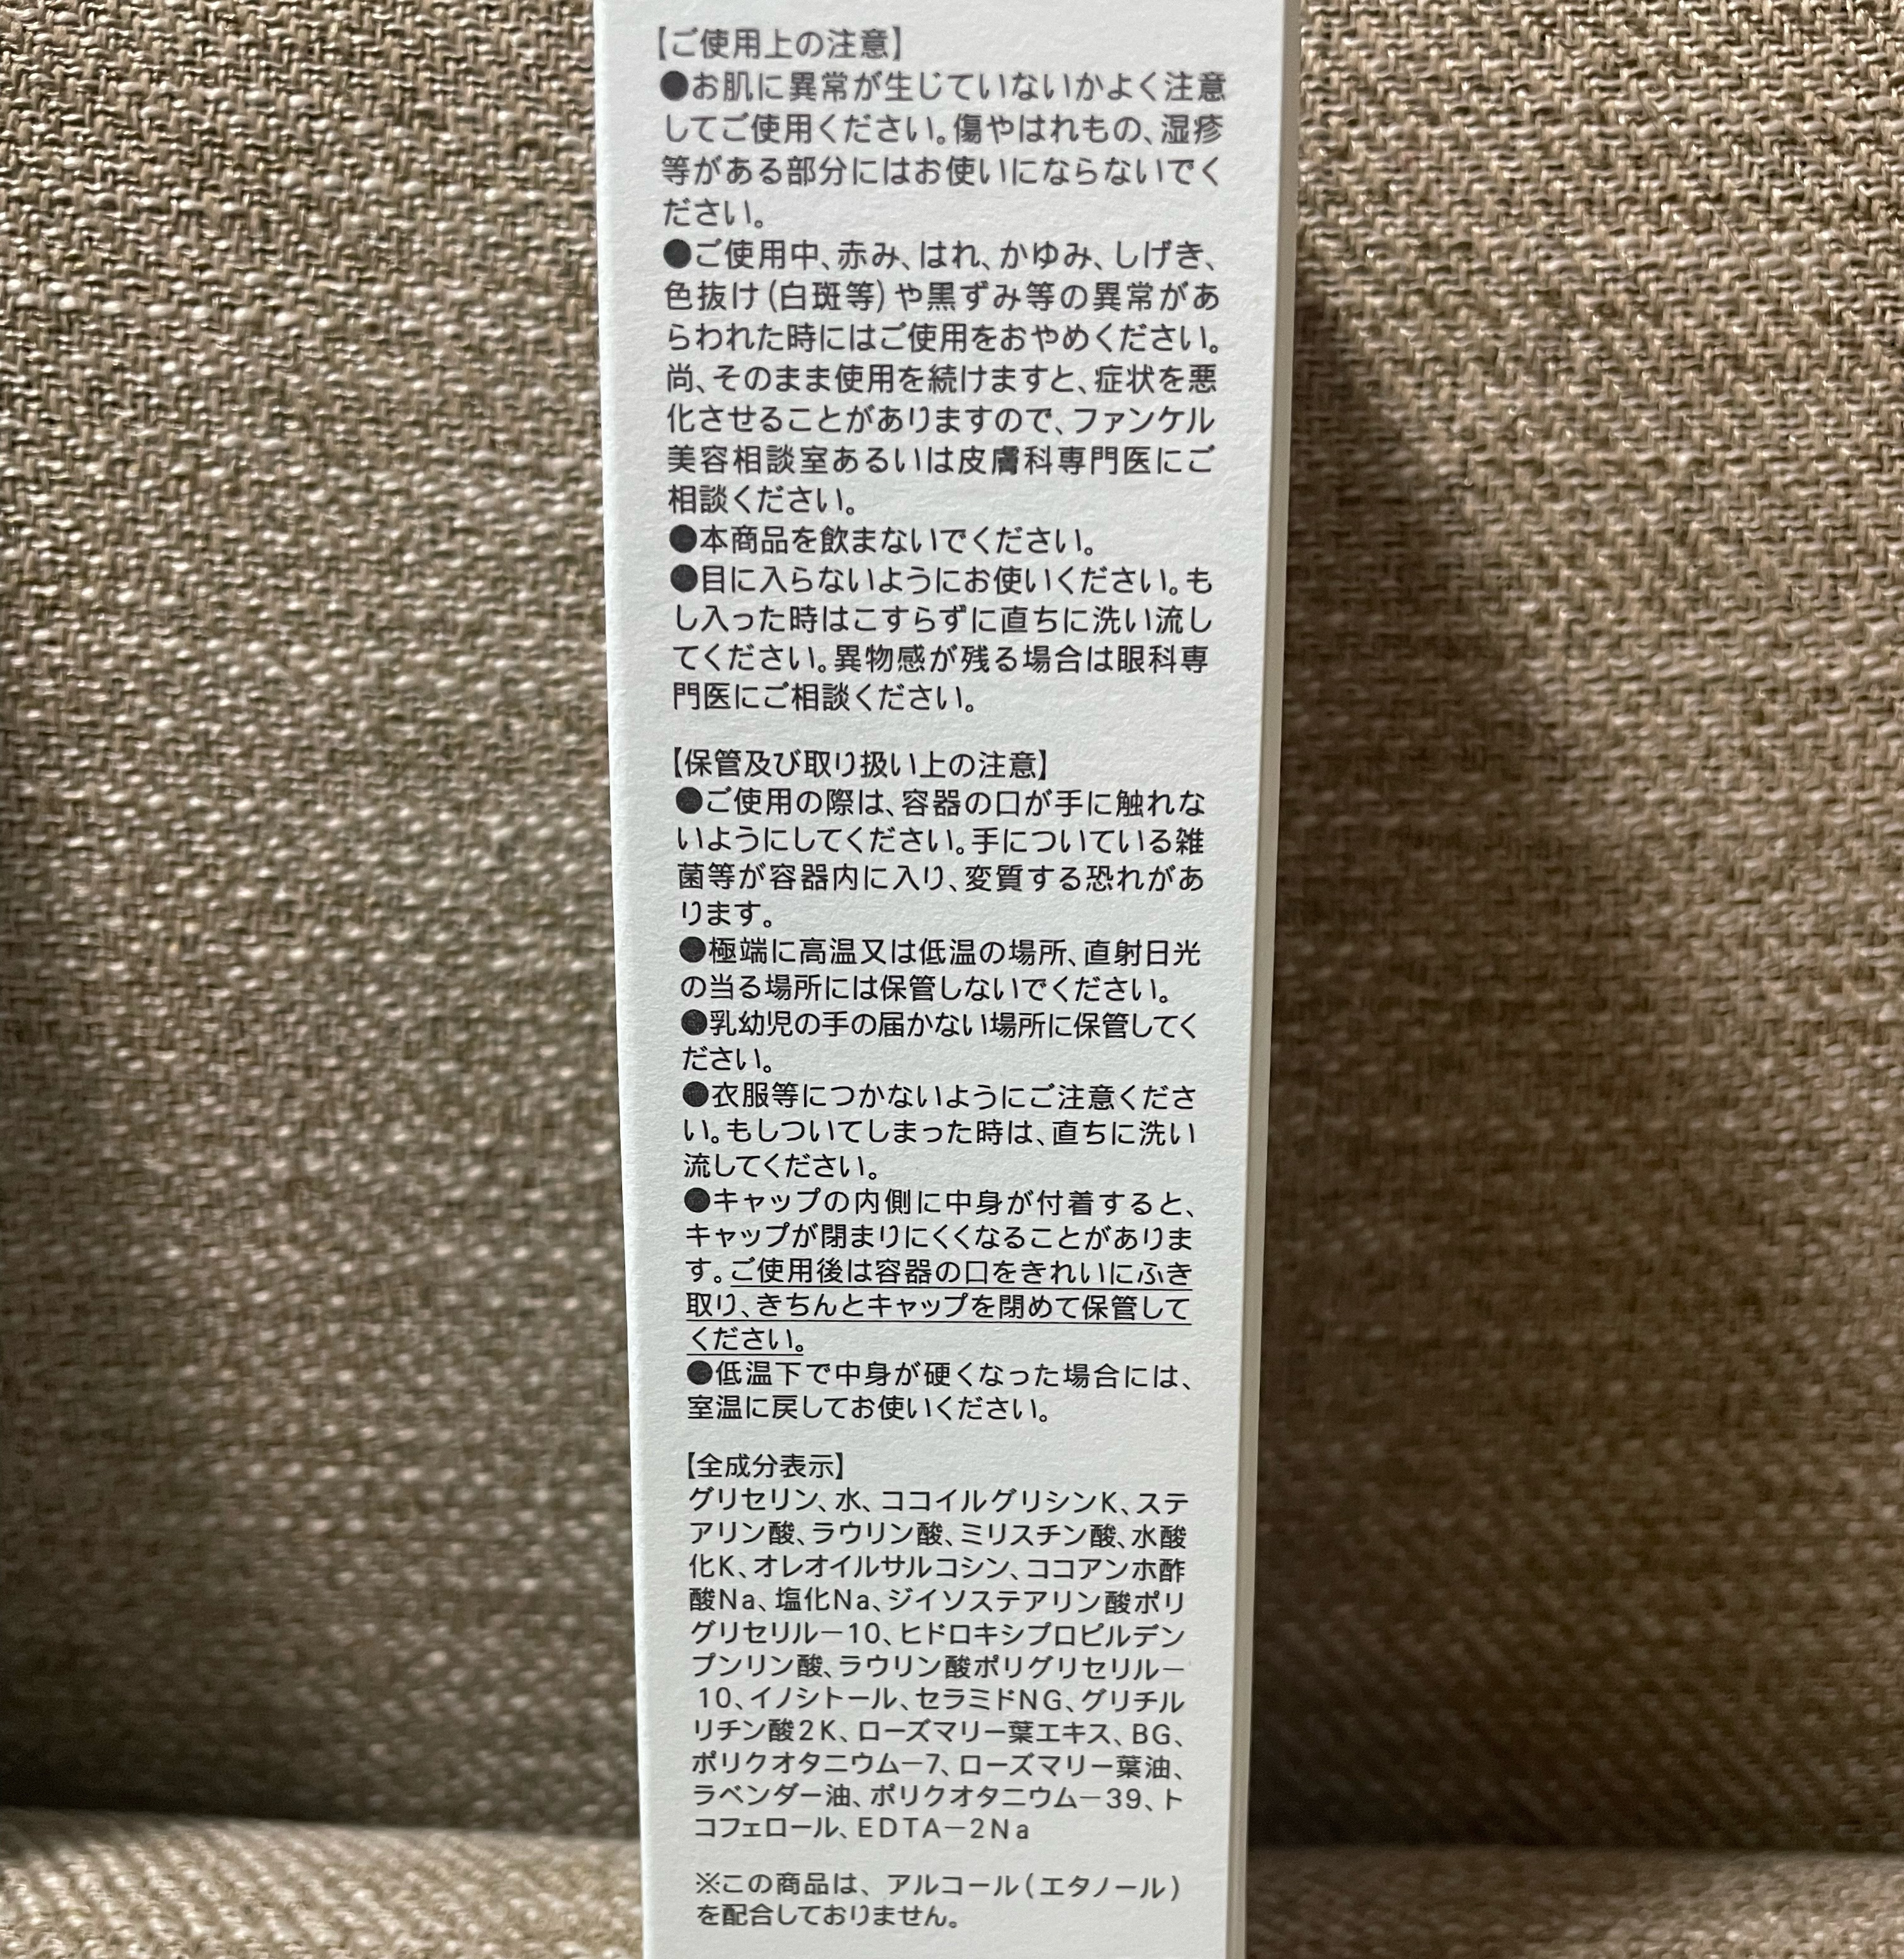 【ご使用上の注意】
●お肌に異常が生じていないかよく注意
してご使用ください。傷やはれもの、湿疹
等がある部分にはお使いにならないでく
ださい。
●ご使用中、赤み、はれ、かゆみ、しげき、
色抜け(白斑等)や黒ずみ等の異常があ
らわれた時にはご使用をおやめください。
尚、そのまま使用を続けますと、症状を悪
化させることがありますので、ファンケル
美容相談室あるいは皮膚科専門医にご
相談ください。
●本商品を飲まないでください。
●目に入らないようにお使いください。も
し入った時はこすらずに直ちに洗い流し
てください。異物感が残る場合は眼科専
門医にご相談ください。
【保管及び取り扱い上の注意】
●ご使用の際は、容器の口が手に触れな
いようにしてください。手についている雑
菌等が容器内に入り、変質する恐れがあ
ります。
●極端に高温又は低温の場所、直射日光
の当る場所には保管しないでください。
●乳幼児の手の届かない場所に保管してく
ださい。
●衣服等につかないようにご注意くださ
い。もしついてしまった時は、直ちに洗い
流してください。
●キャップの内側に中身が付着すると、
キャップが閉まりにくくなることがありま
す。ご使用後は容器の口をきれいにふき
取り、きちんとキャップを閉めて保管して
ください。
●低温下で中身が硬くなった場合には、
室温に戻してお使いください。
【全成分表示】
グリセリン、水、ココイルグリシンK、ステ
アリン酸、ラウリン酸、ミリスチン酸、水酸
化K、オレオイルサルコシン、ココアンホ酢
酸Na、塩化Na、ジイソステアリン酸ポリ
グリセリル－10、ヒドロキシプロピルデン
プンリン酸、ラウリン酸ポリグリセリル－
10、イノシトール、セラミドNG、グリチル
リチン酸2K、ローズマリー葉エキス、BG、
ポリクオタニウム－7、ローズマリー葉油、
ラベンダー油、ポリクオタニウム－39、ト
コフェロール、EDTA－2Na
※この商品は、アルコール(エタノール)
を配合しておりません。